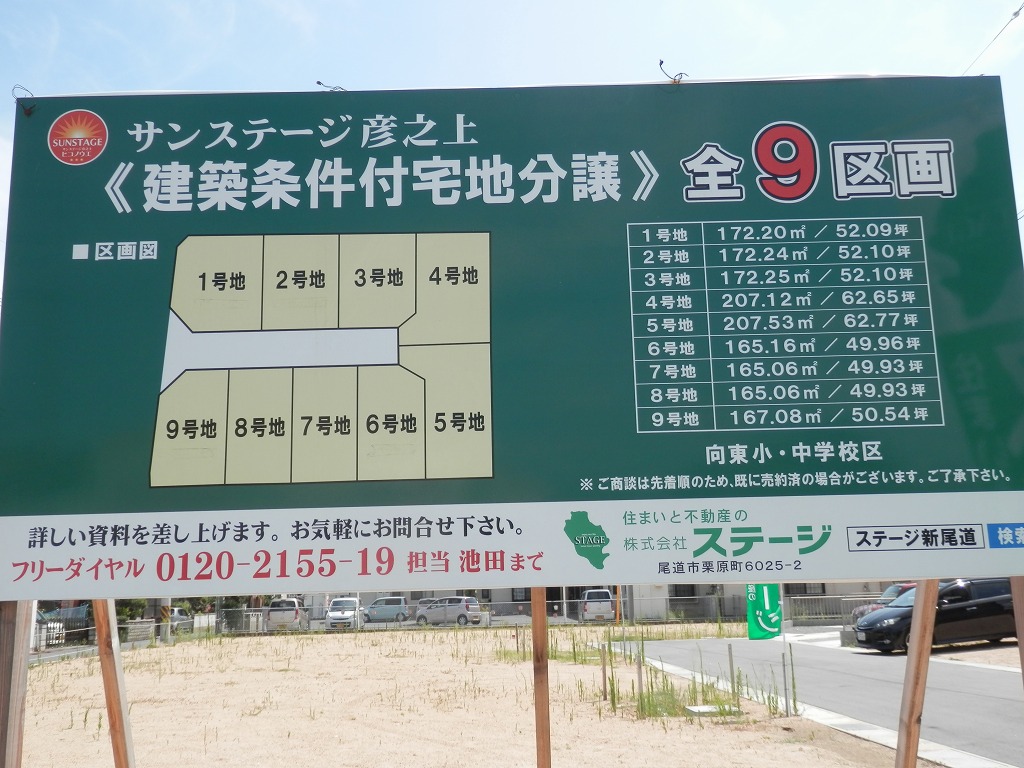 SUNSTAGE
ヒコノウエ
サンステージ彦之上
《建築条件付宅地分譲》 全9区画
■区画図
1号地 2号地 3号地 4号地
9号地 8号地 7号地 6号地 5号地
1号地 172.20㎡／52.09坪
2号地 172.24㎡／52.10坪
3号地 172.25㎡／52.10坪
4号地 207.12㎡／62.65坪
5号地 207.53㎡／62.77坪
6号地 165.16㎡／49.96坪
7号地 165.06㎡／49.93坪
8号地 165.06㎡／49.93坪
9号地 167.08㎡／50.54坪
向東小・中学校区
※ご商談は先着順のため、既に売約済の場合がございます。ご了承下さい。
詳しい資料を差し上げます。お気軽にお問合せ下さい。
フリーダイヤル 0120-2155-19 担当 池田まで
STAGE
住まいと不動産の
株式会社 ステージ
尾道市栗原町6025-2
ステージ新尾道 検索
ージ